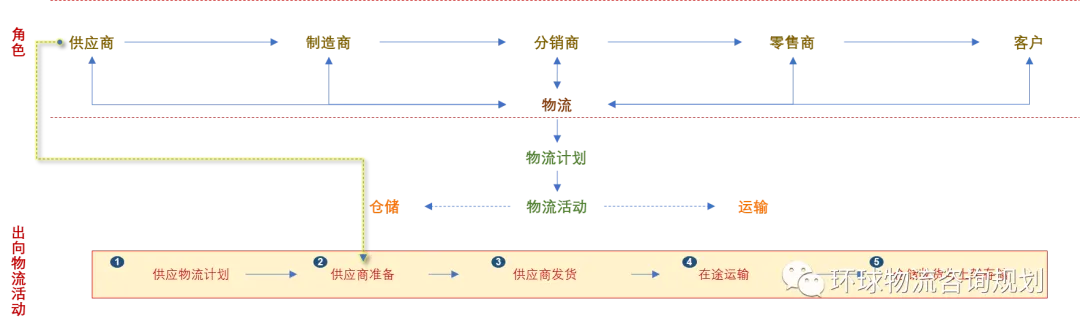 角色
供应商
制造商
分销商
零售商
客户
物流
物流计划
仓储
物流活动
运输
出向物流活动
1
供应物流计划
2
供应商准备
3
供应商发货
4
在途运输
5
环球物流咨询规划